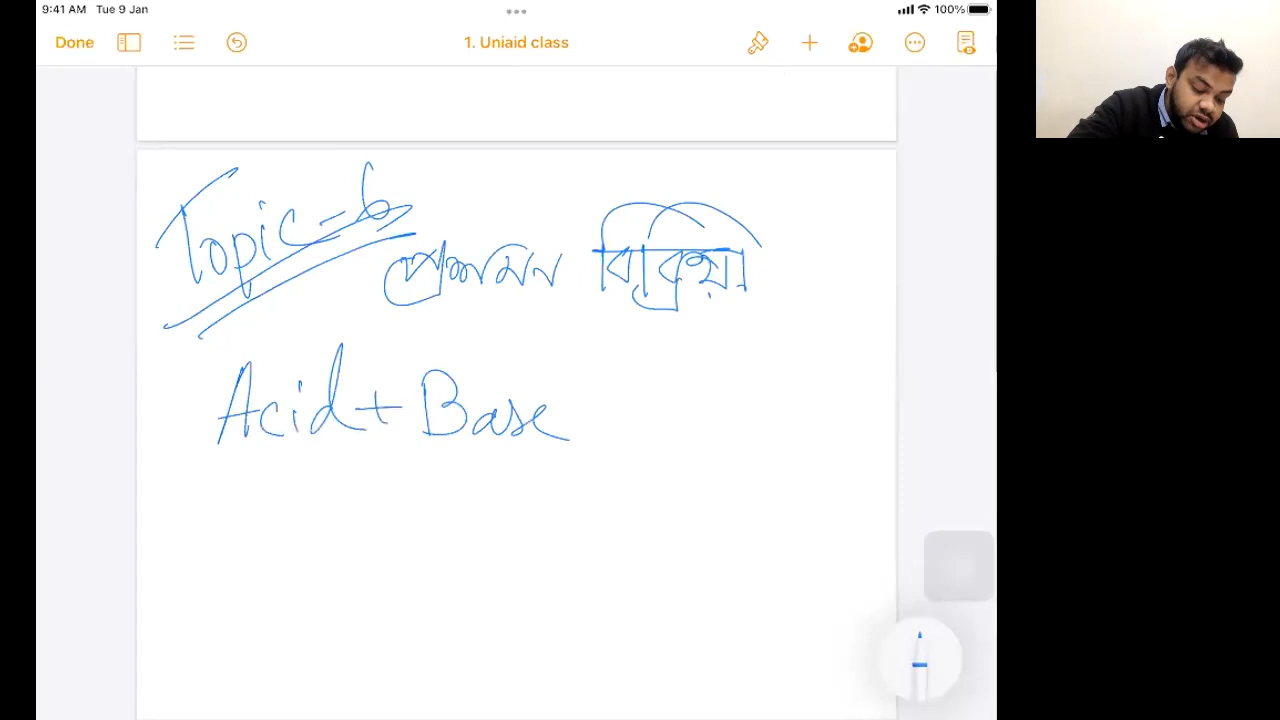 9:41 AM Tue 9 Jan
100%
Done
1. Uniaid class
Topic-6
প্রশমন বিক্রিয়া
Acid + Base